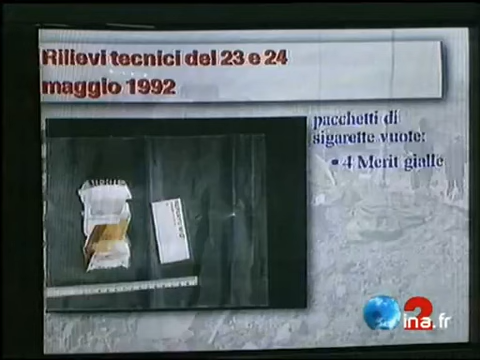 Rilievi tecnici del 23 e 24
maggio 1992
pacchetti di
sigarette vuote:
• 4 Merit gialle
2
ina.fr